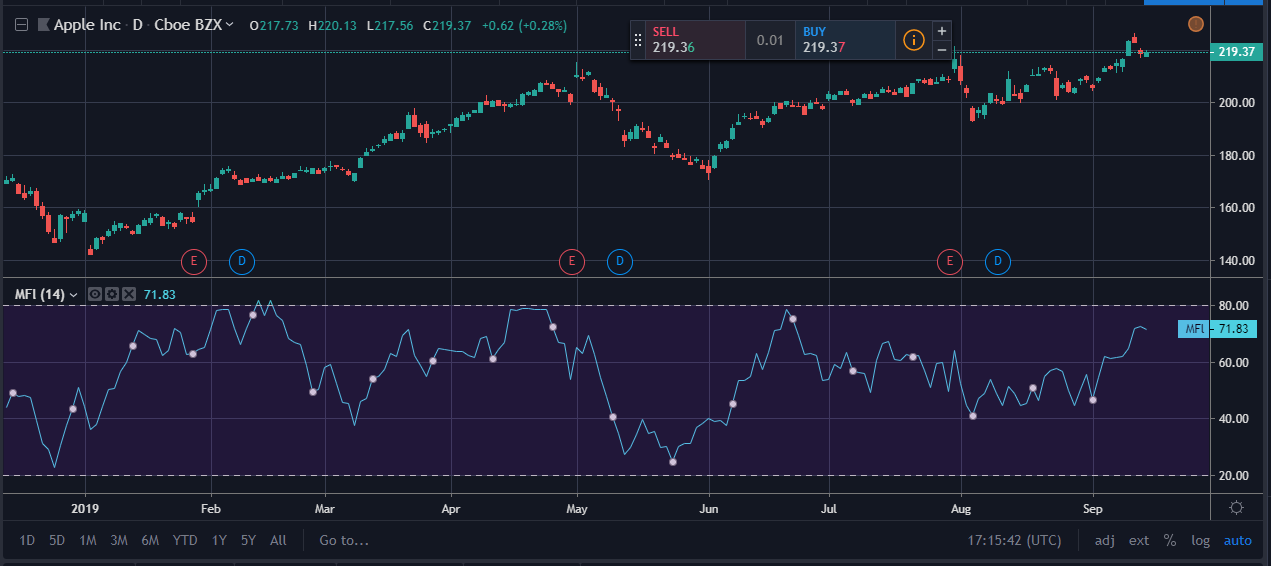 Apple Inc · D · Cboe BZX O217.73 H220.13 L217.56 C219.37 +0.62 (+0.28%)
SELL
219.36
0.01
BUY
219.37
i
+
−
219.37
200.00
180.00
160.00
140.00
E D E D E D
MFI (14) 71.83
80.00
MFI 71.83
60.00
40.00
20.00
2019 Feb Mar Apr May Jun Jul Aug Sep
1D 5D 1M 3M 6M YTD 1Y 5Y All Go to... 17:15:42 (UTC) adj ext % log auto